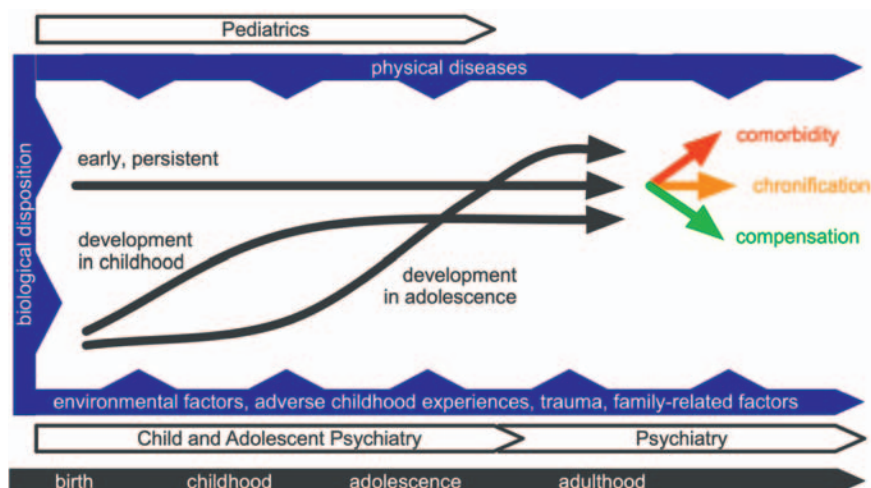 Pediatrics
physical diseases
biological disposition
early, persistent
development
in childhood
development
in adolescence
comorbidity
chronification
compensation
environmental factors, adverse childhood experiences, trauma, family-related factors
Child and Adolescent Psychiatry
Psychiatry
birth childhood adolescence adulthood